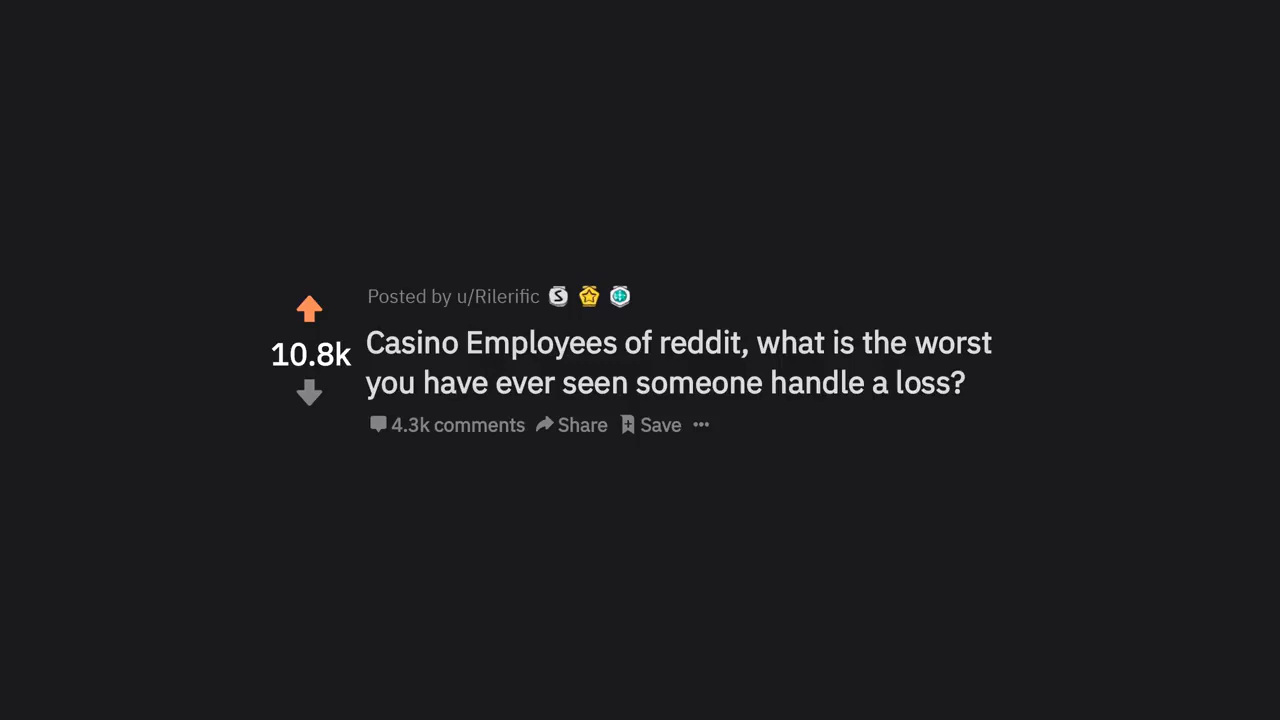 Posted by u/Rilerific
10.8k
Casino Employees of reddit, what is the worst
you have ever seen someone handle a loss?
4.3k comments Share Save ...